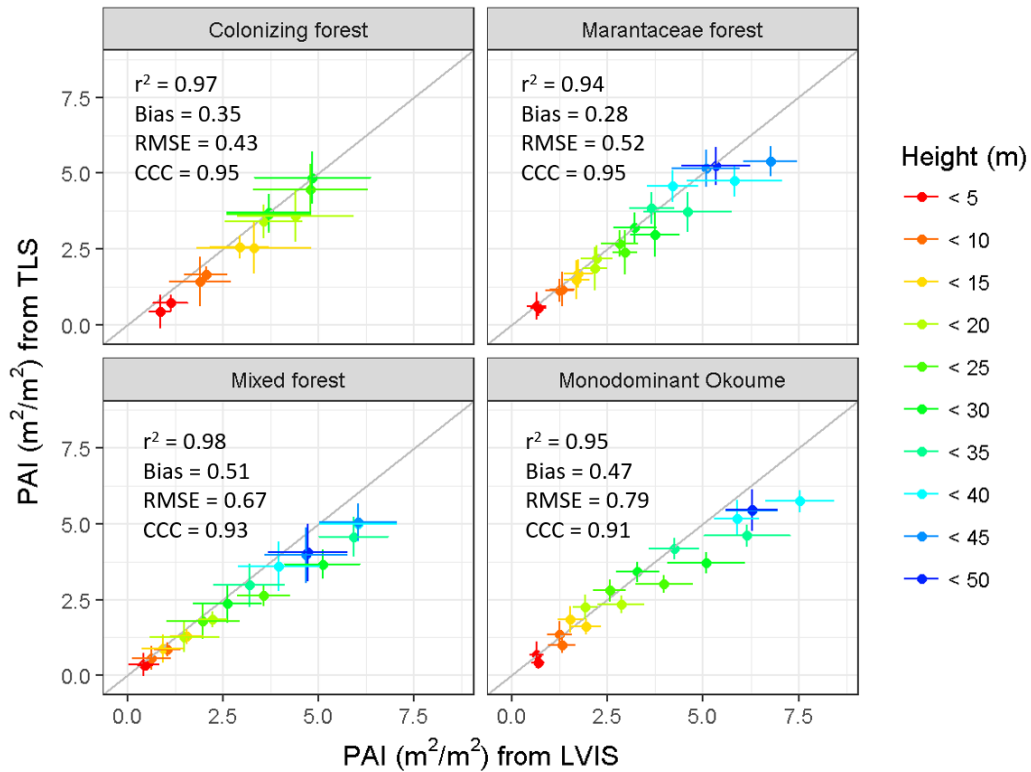 Colonizing forest
r² = 0.97
Bias = 0.35
RMSE = 0.43
CCC = 0.95
Marantaceae forest
r² = 0.94
Bias = 0.28
RMSE = 0.52
CCC = 0.95
7.5
5.0
2.5
0.0
Mixed forest
r² = 0.98
Bias = 0.51
RMSE = 0.67
CCC = 0.93
Monodominant Okoume
r² = 0.95
Bias = 0.47
RMSE = 0.79
CCC = 0.91
7.5
5.0
2.5
0.0
0.0 2.5 5.0 7.5
0.0 2.5 5.0 7.5
PAI (m²/m²) from LVIS
PAI (m²/m²) from TLS
Height (m)
< 5
< 10
< 15
< 20
< 25
< 30
< 35
< 40
< 45
< 50